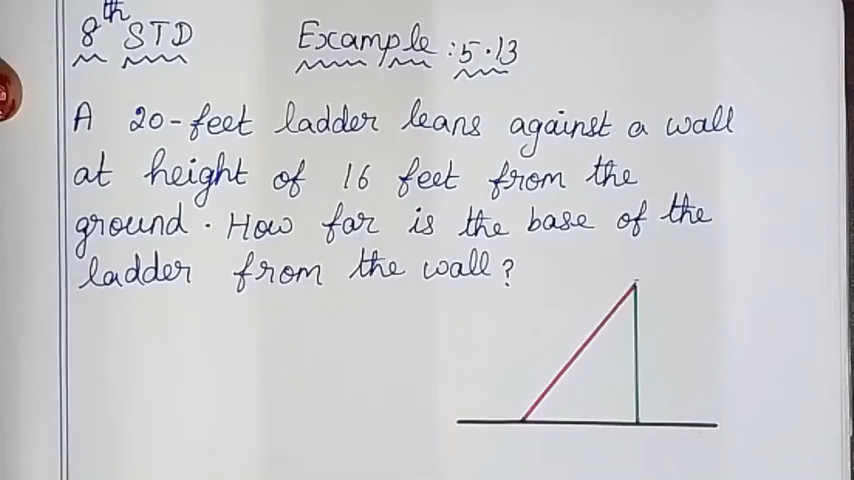 8th STD Example : 5.13
A 20-feet ladder leans against a wall
at height of 16 feet from the
ground. How far is the base of the
ladder from the wall?